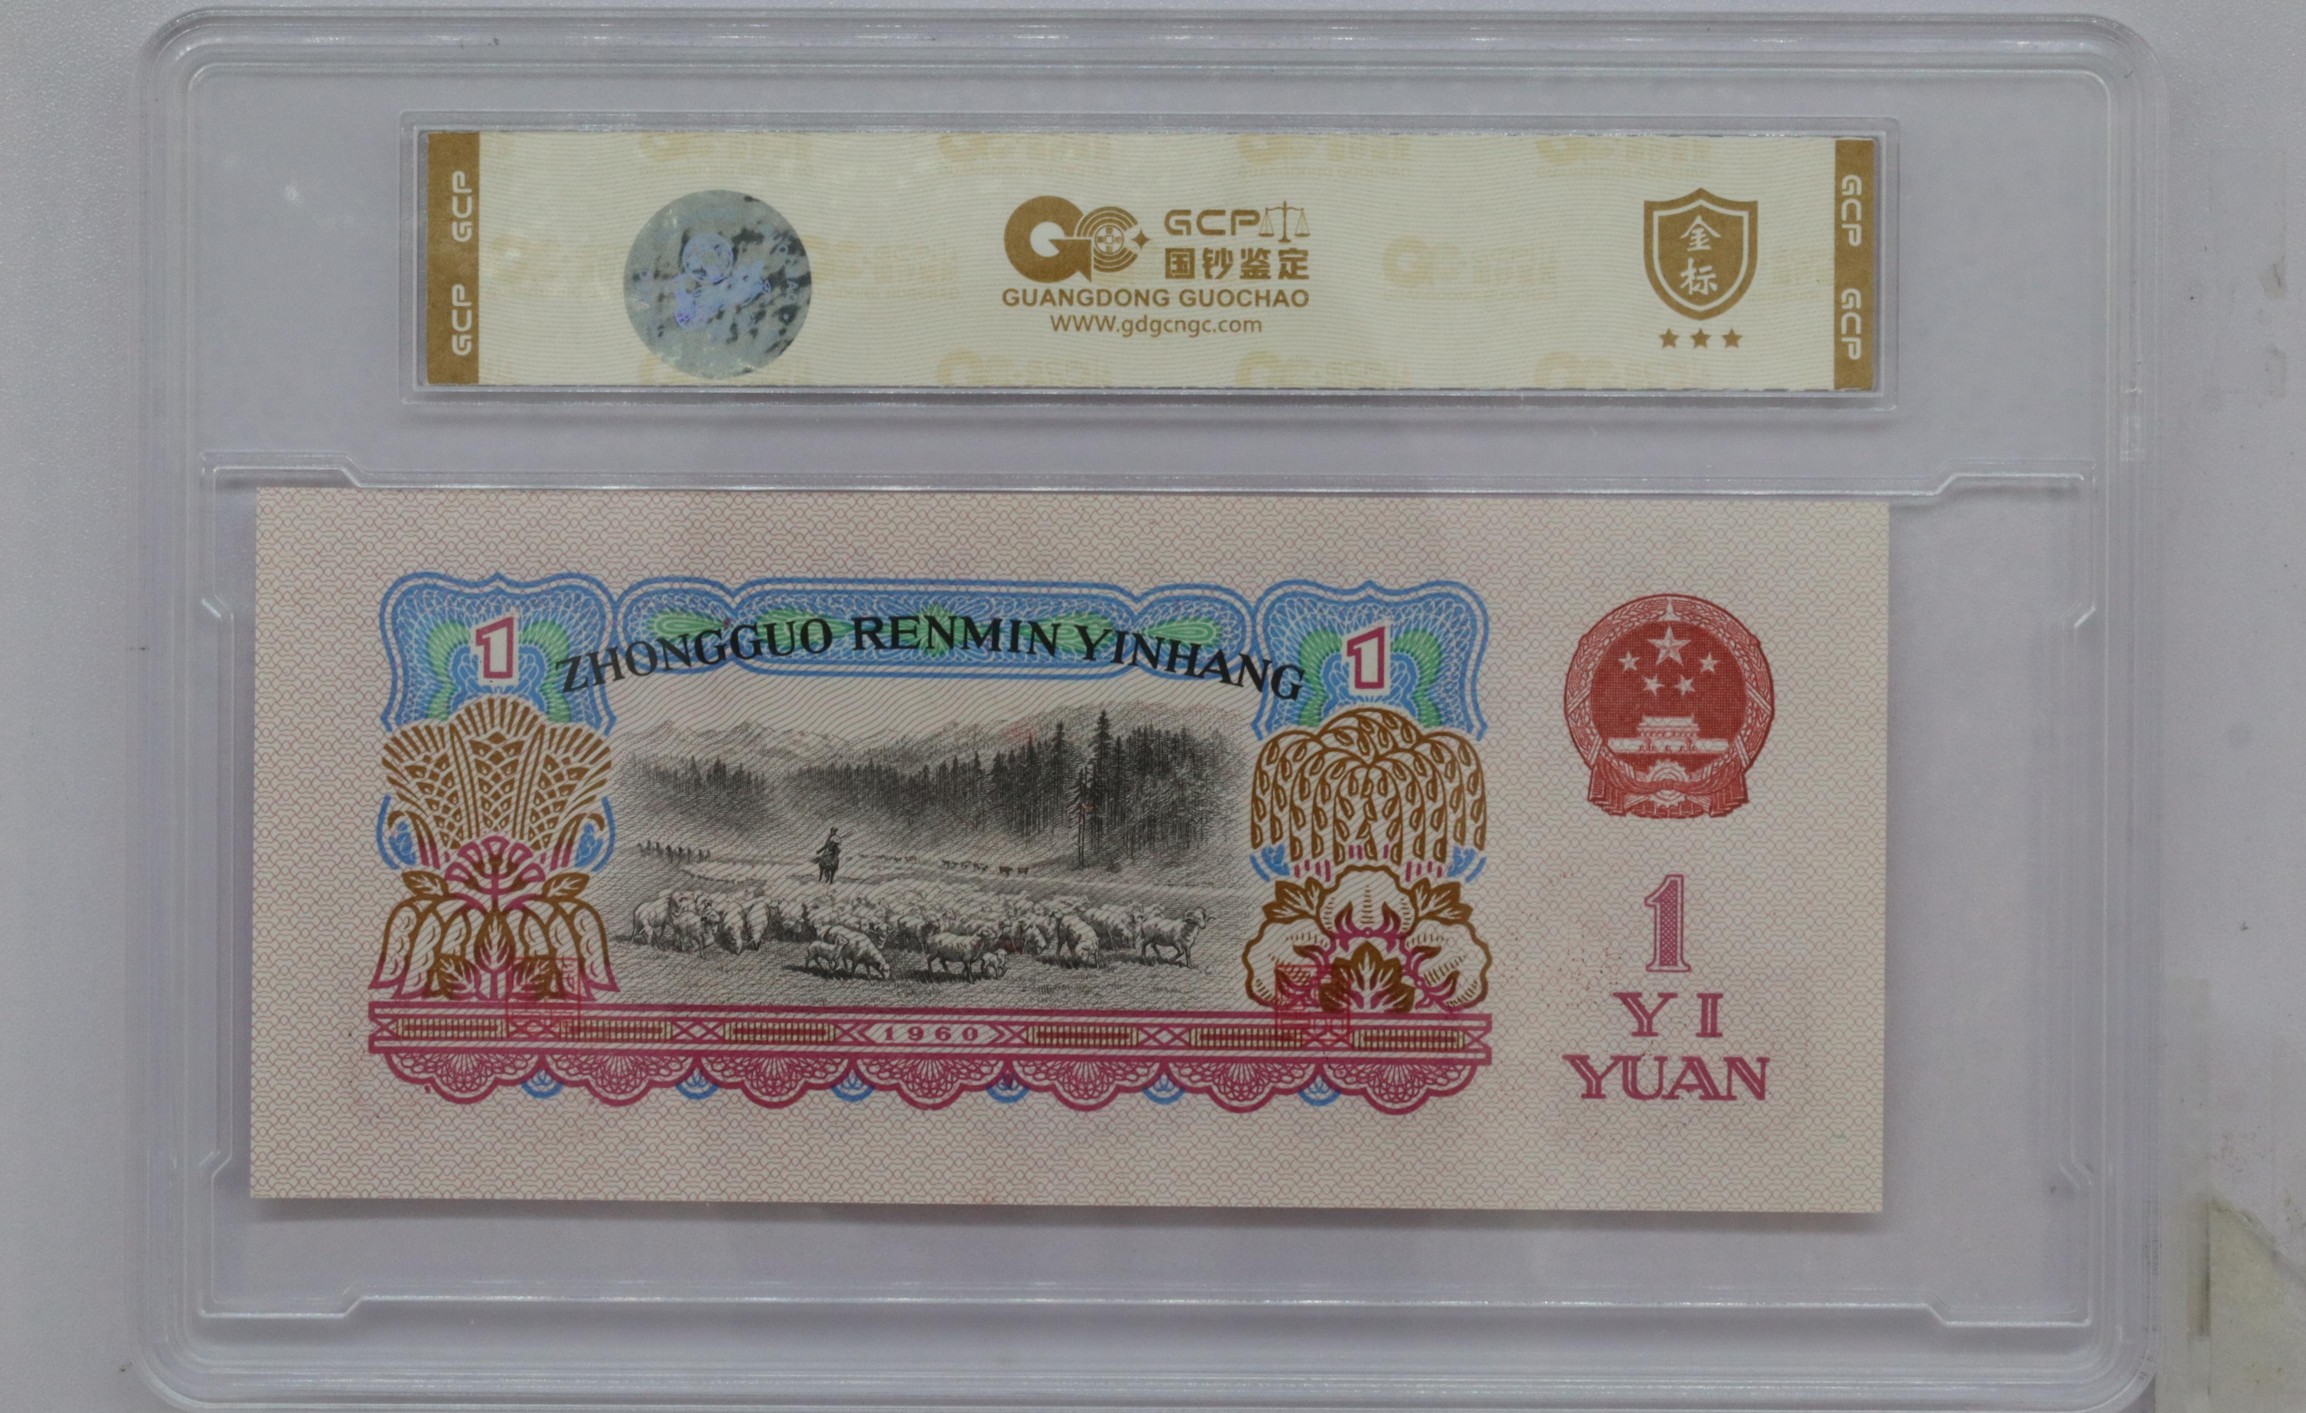 GCP GCP
GCP
国钞鉴定
GUANGDONG GUOCHAO
WWW.gdgcngc.com
金
标
GCP GCP
1
ZHONGGUO RENMIN YINHANG
1
1960
1
YI
YUAN